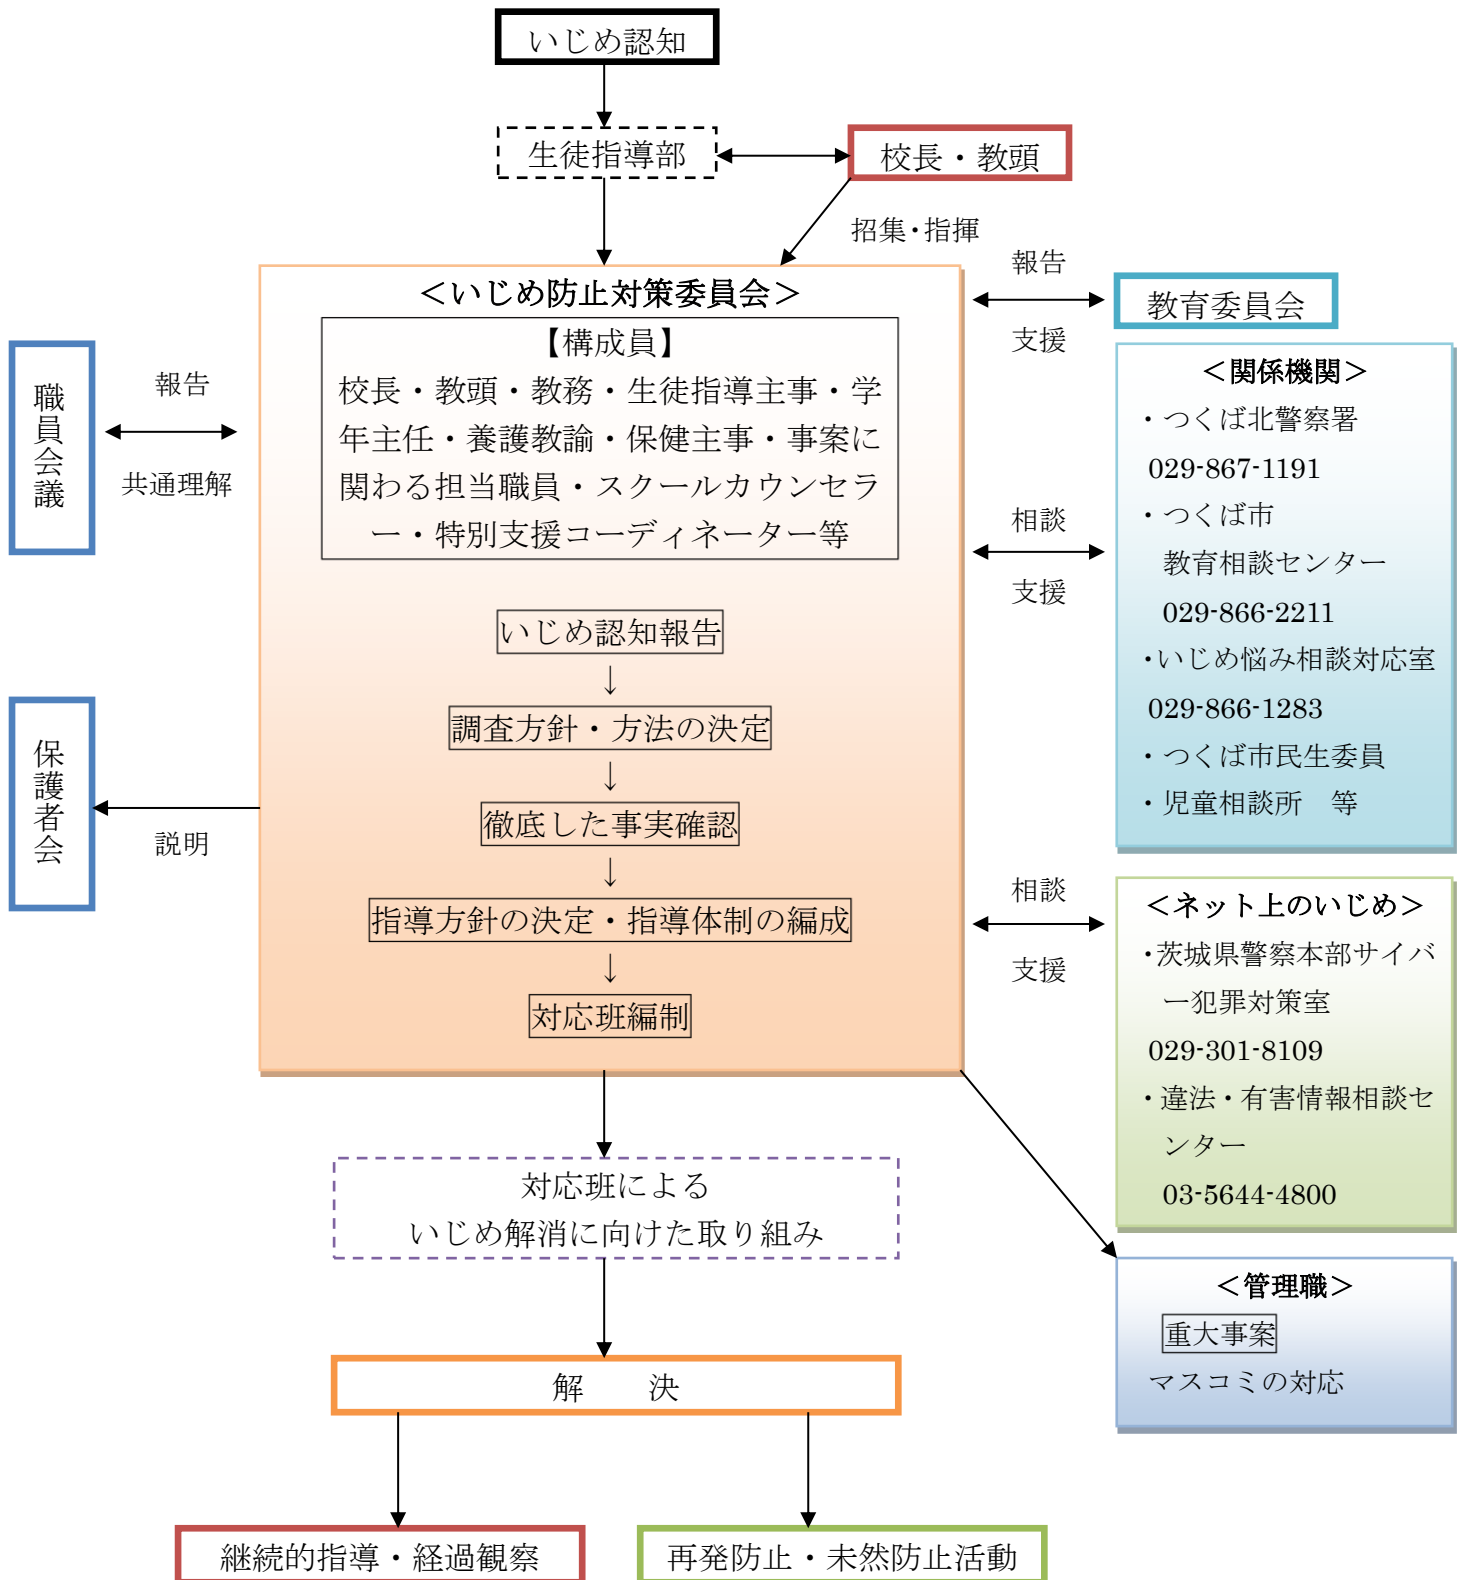 いじめ認知
生徒指導部
校長・教頭
招集・指揮
＜いじめ防止対策委員会＞
【構成員】
校長・教頭・教務・生徒指導主事・学
年主任・養護教諭・保健主事・事案に
関わる担当職員・スクールカウンセラ
ー・特別支援コーディネーター等
いじめ認知報告
↓
調査方針・方法の決定
↓
徹底した事実確認
↓
指導方針の決定・指導体制の編成
↓
対応班編制
職員会議
報告
共通理解
保護者会
説明
報告
支援
教育委員会
相談
支援
＜関係機関＞
・つくば北警察署
029-867-1191
・つくば市
教育相談センター
029-866-2211
・いじめ悩み相談対応室
029-866-1283
・つくば市民生委員
・児童相談所　等
相談
支援
＜ネット上のいじめ＞
・茨城県警察本部サイバ
ー犯罪対策室
029-301-8109
・違法・有害情報相談セ
ンター
03-5644-4800
＜管理職＞
重大事案
マスコミの対応
対応班による
いじめ解消に向けた取り組み
解　　決
継続的指導・経過観察
再発防止・未然防止活動